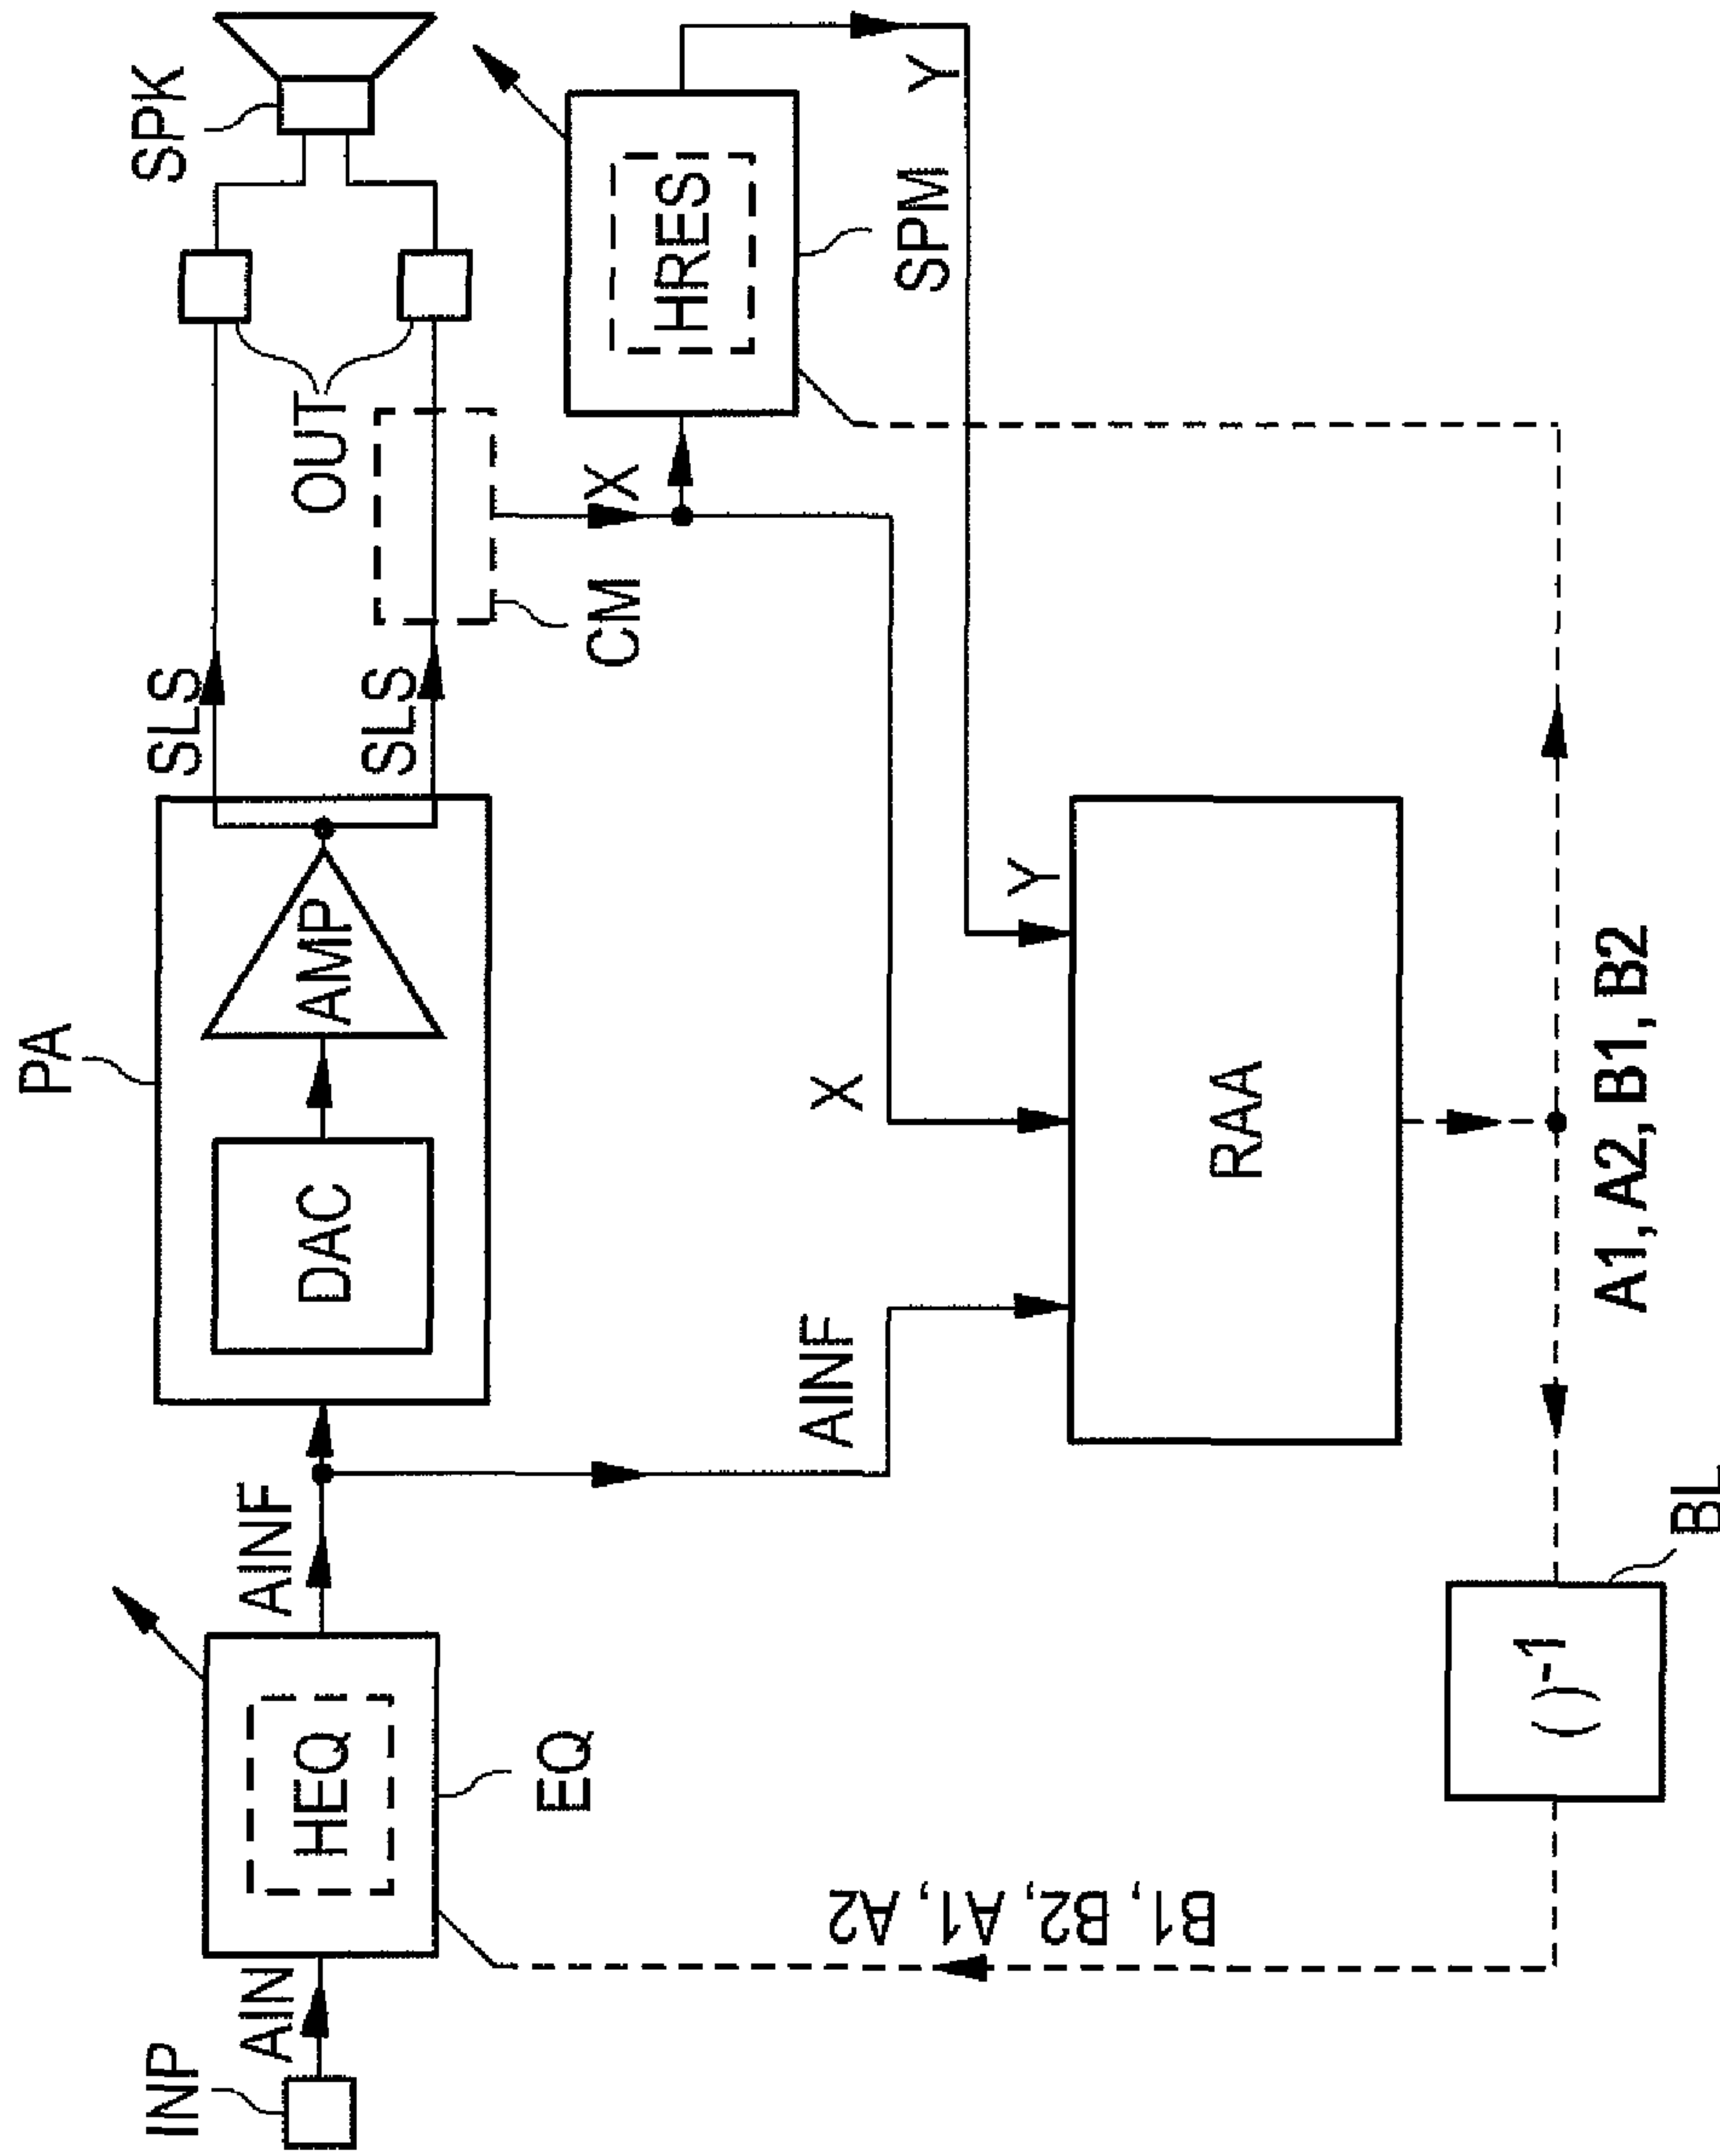 SPK
OUT
SLS
SLS
PA
AMP
DAC
AINF
HEQ
EQ
AIN
INP
CM
X
HRES
SPM
Y
Y
X
AINF
RAA
A1, A2, B1, B2
BL
( )-1
B1, B2, A1, A2